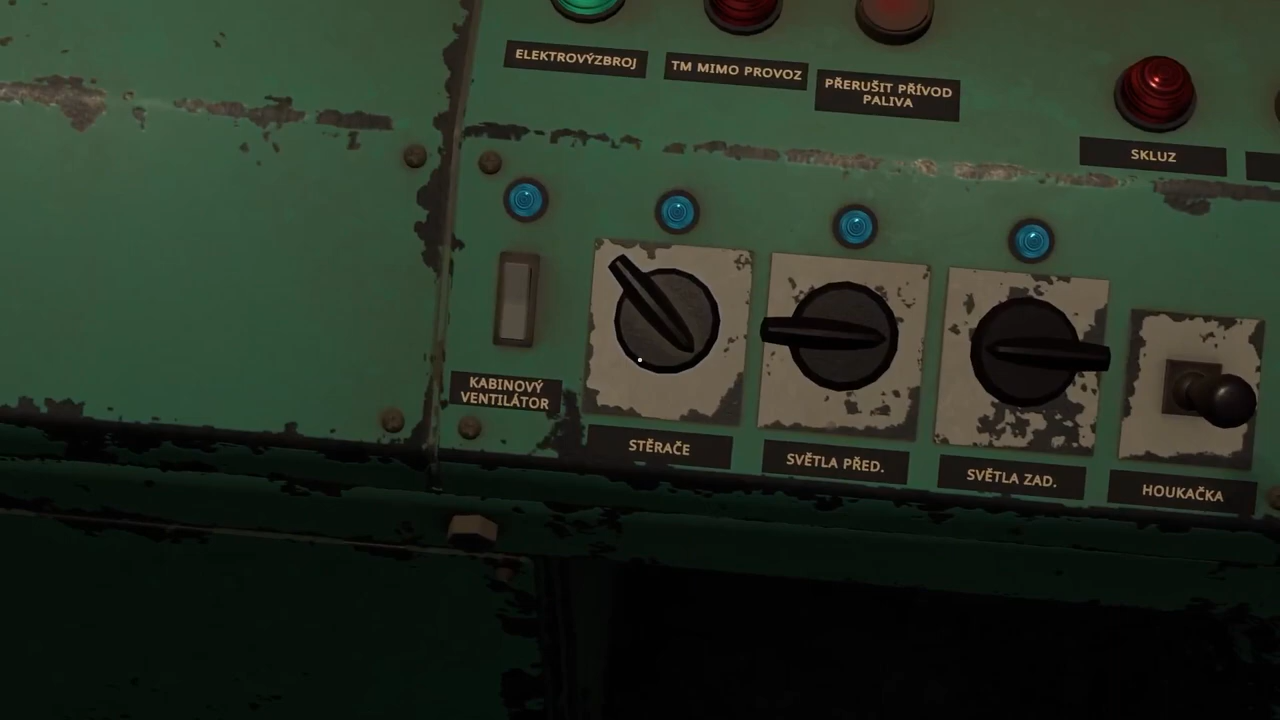 ELEKTROVÝZBROJ
TM MIMO PROVOZ
PŘERUŠIT PŘÍVOD
PALIVA
SKLUZ
KABINOVÝ
VENTILÁTOR
STĚRAČE
SVĚTLA PŘED.
SVĚTLA ZAD.
HOUKAČKA